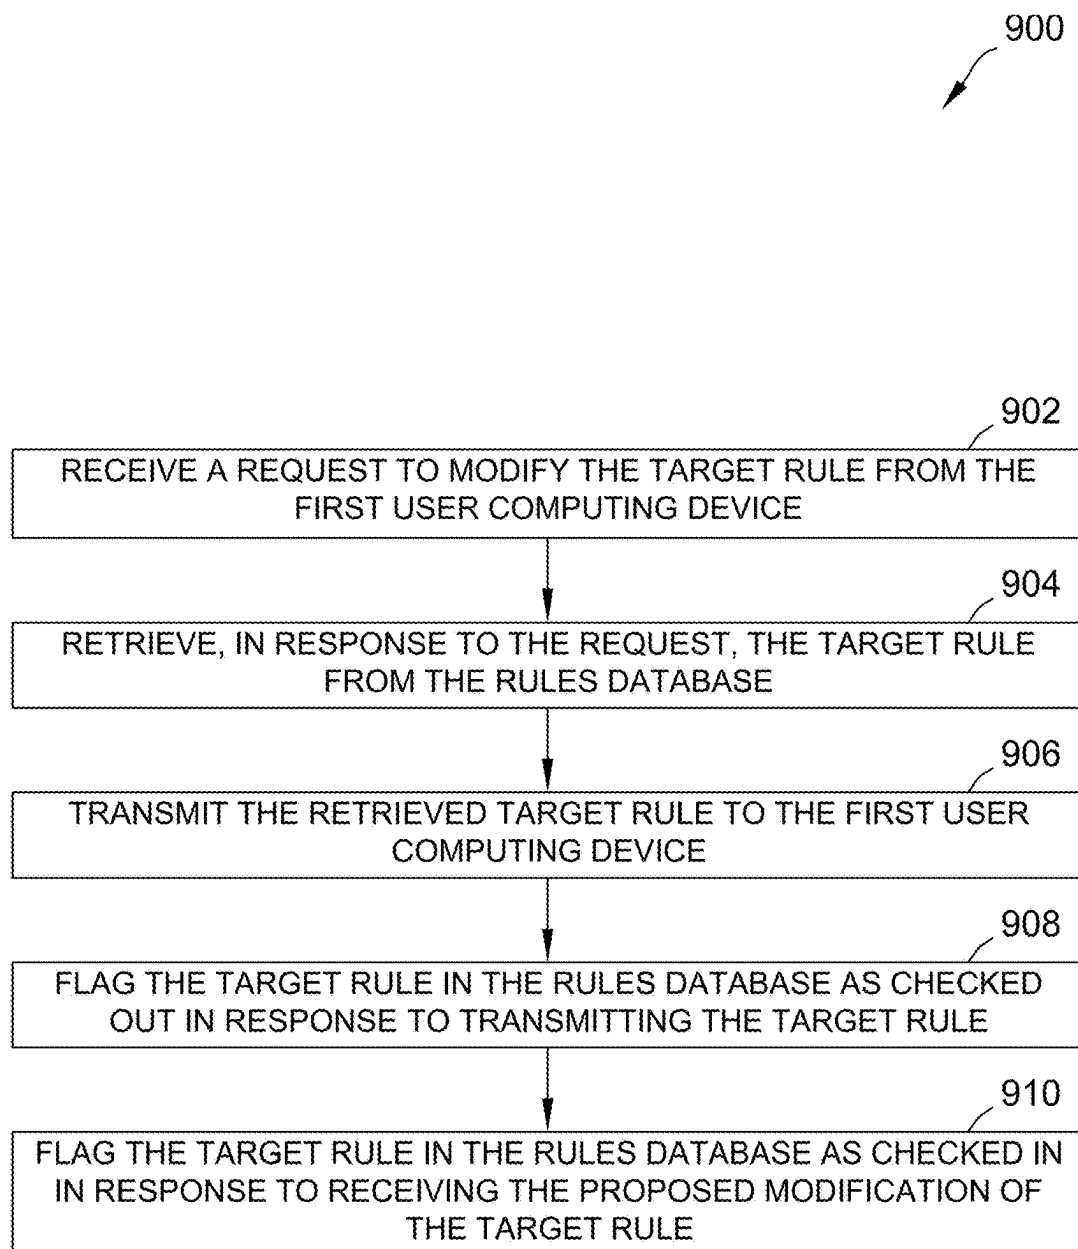 900
902
RECEIVE A REQUEST TO MODIFY THE TARGET RULE FROM THE
FIRST USER COMPUTING DEVICE
904
RETRIEVE, IN RESPONSE TO THE REQUEST, THE TARGET RULE
FROM THE RULES DATABASE
906
TRANSMIT THE RETRIEVED TARGET RULE TO THE FIRST USER
COMPUTING DEVICE
908
FLAG THE TARGET RULE IN THE RULES DATABASE AS CHECKED
OUT IN RESPONSE TO TRANSMITTING THE TARGET RULE
910
FLAG THE TARGET RULE IN THE RULES DATABASE AS CHECKED IN
IN RESPONSE TO RECEIVING THE PROPOSED MODIFICATION OF
THE TARGET RULE